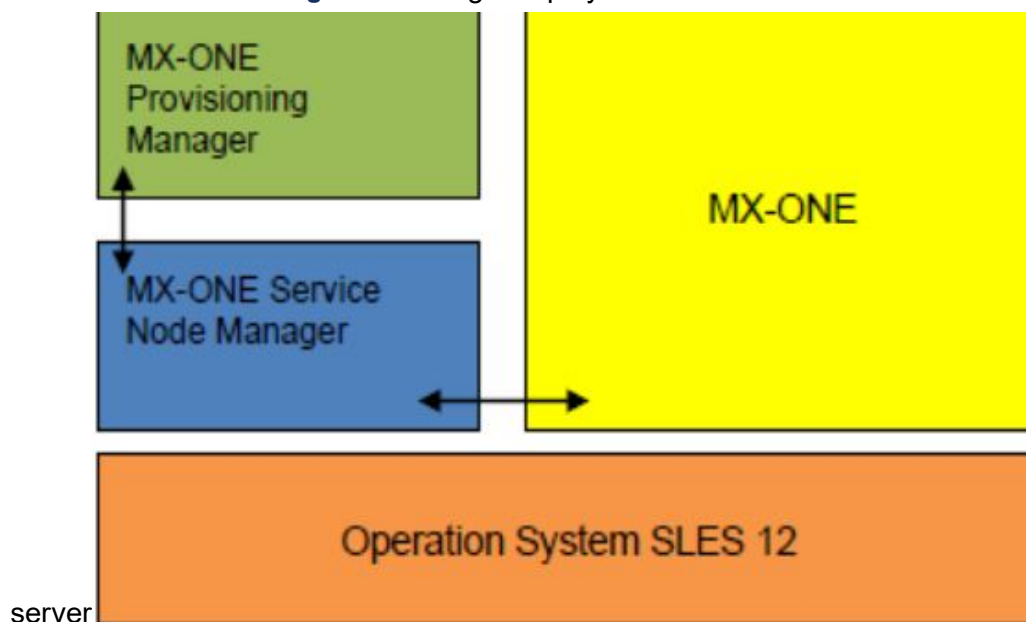 MX-ONE
Provisioning
Manager
MX-ONE
MX-ONE Service
Node Manager
Operation System SLES 12
server